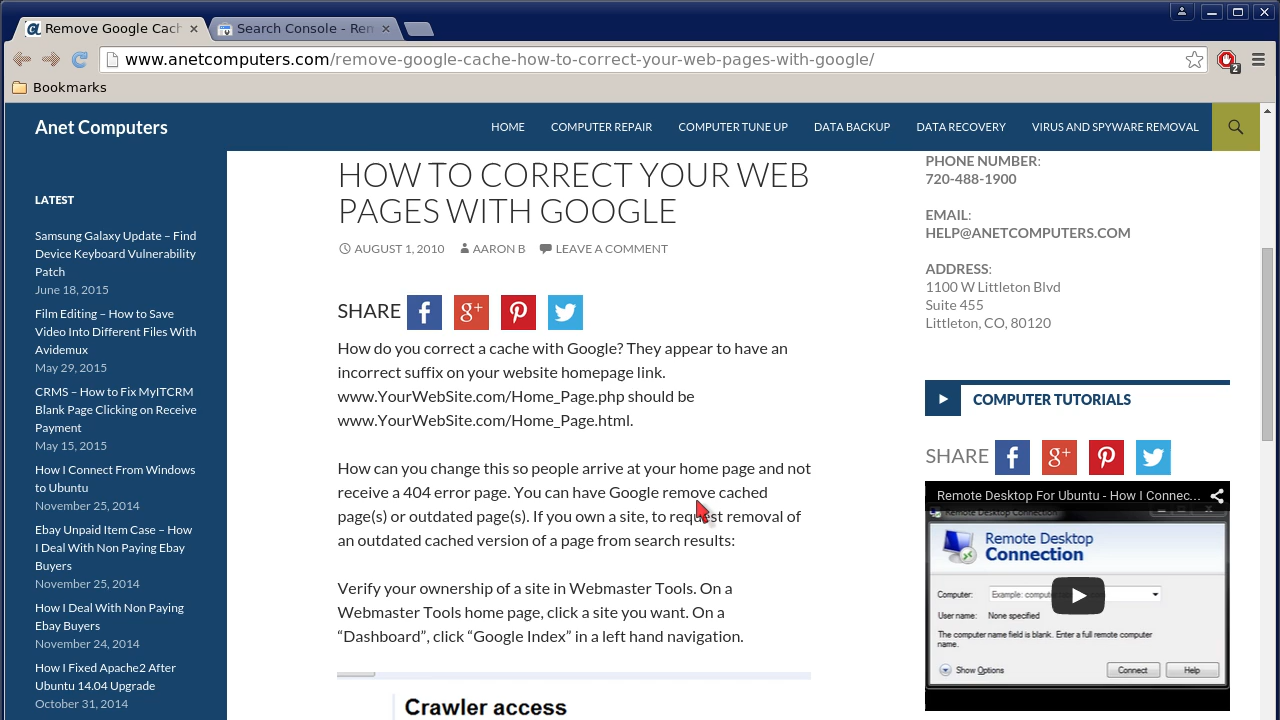 Remove Google Cach
Search Console - Rem
www.anetcomputers.com/remove-google-cache-how-to-correct-your-web-pages-with-google/
2
Bookmarks
Anet Computers
HOME COMPUTER REPAIR COMPUTER TUNE UP DATA BACKUP DATA RECOVERY VIRUS AND SPYWARE REMOVAL
LATEST
Samsung Galaxy Update – Find
Device Keyboard Vulnerability
Patch
June 18, 2015
Film Editing – How to Save
Video Into Different Files With
Avidemux
May 29, 2015
CRMS – How to Fix MyITCRM
Blank Page Clicking on Receive
Payment
May 15, 2015
How I Connect From Windows
to Ubuntu
November 25, 2014
Ebay Unpaid Item Case – How
I Deal With Non Paying Ebay
Buyers
November 25, 2014
How I Deal With Non Paying
Ebay Buyers
November 24, 2014
How I Fixed Apache2 After
Ubuntu 14.04 Upgrade
October 31, 2014
HOW TO CORRECT YOUR WEB
PAGES WITH GOOGLE
AUGUST 1, 2010 AARON B LEAVE A COMMENT
SHARE
How do you correct a cache with Google? They appear to have an
incorrect suffix on your website homepage link.
www.YourWebSite.com/Home_Page.php should be
www.YourWebSite.com/Home_Page.html.
How can you change this so people arrive at your home page and not
receive a 404 error page. You can have Google remove cached
page(s) or outdated page(s). If you own a site, to request removal of
an outdated cached version of a page from search results:
Verify your ownership of a site in Webmaster Tools. On a
Webmaster Tools home page, click a site you want. On a
“Dashboard”, click “Google Index” in a left hand navigation.
Crawler access
PHONE NUMBER:
720-488-1900
EMAIL:
HELP@ANETCOMPUTERS.COM
ADDRESS:
1100 W Littleton Blvd
Suite 455
Littleton, CO, 80120
COMPUTER TUTORIALS
SHARE
Remote Desktop For Ubuntu - How I Connec...
Remote Desktop Connection
Remote Desktop
Connection
Computer: Example: computer
User name: None specified
The computer name field is blank. Enter a full remote computer
name.
Show Options Connect Help